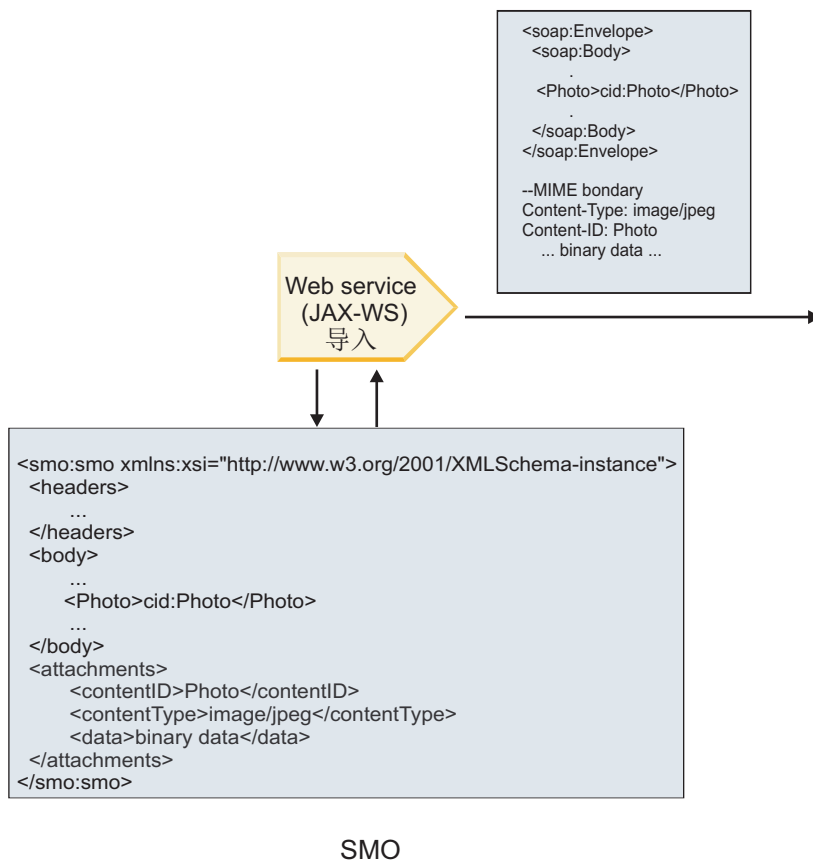 <soap:Envelope>
<soap:Body>
.
<Photo>cid:Photo</Photo>
.
</soap:Body>
</soap:Envelope>
--MIME bondary
Content-Type: image/jpeg
Content-ID: Photo
... binary data ...
Web service
(JAX-WS)
导入
<smo:smo xmlns:xsi="http://www.w3.org/2001/XMLSchema-instance">
<headers>
...
</headers>
<body>
...
<Photo>cid:Photo</Photo>
...
</body>
<attachments>
<contentID>Photo</contentID>
<contentType>image/jpeg</contentType>
<data>binary data</data>
</attachments>
</smo:smo>
SMO